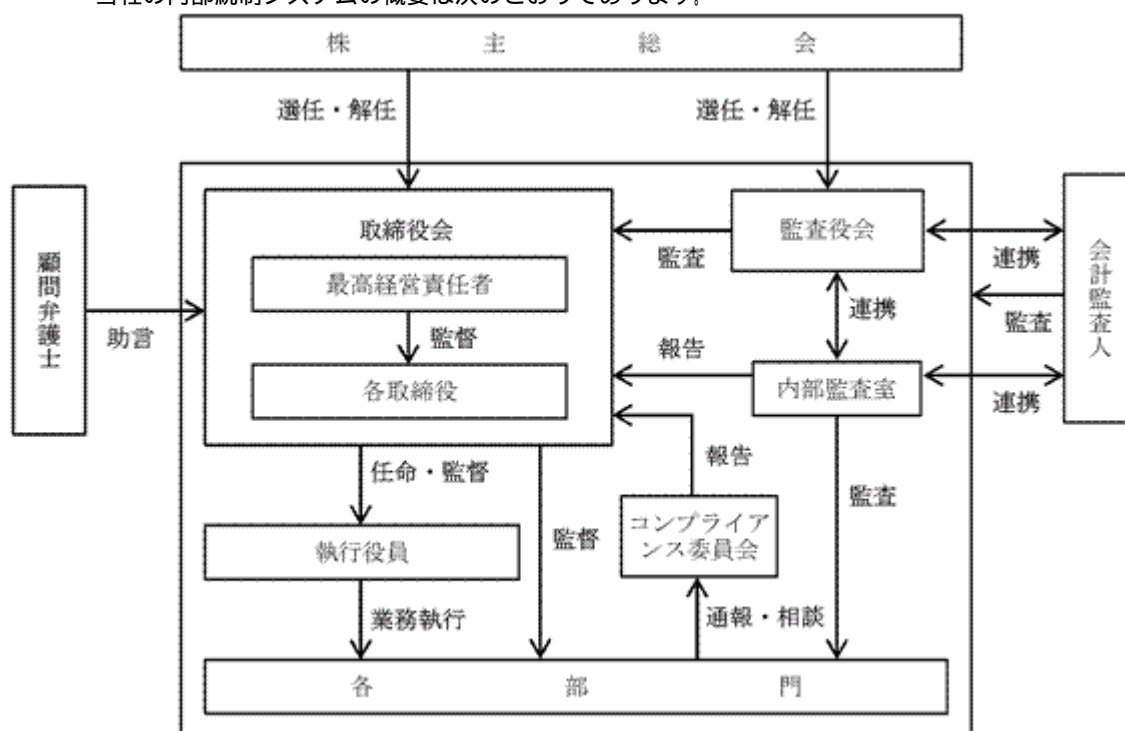 当社の内部統制システムの概要は次のとおりであります。
株主総会
選任・解任
選任・解任
顧問弁護士
助言
取締役会
最高経営責任者
監督
各取締役
監査
監査役会
連携
会計監査人
監査
連携
報告
内部監査室
連携
任命・監督
報告
監督
コンプライア
ンス委員会
監査
執行役員
業務執行
通報・相談
各部門